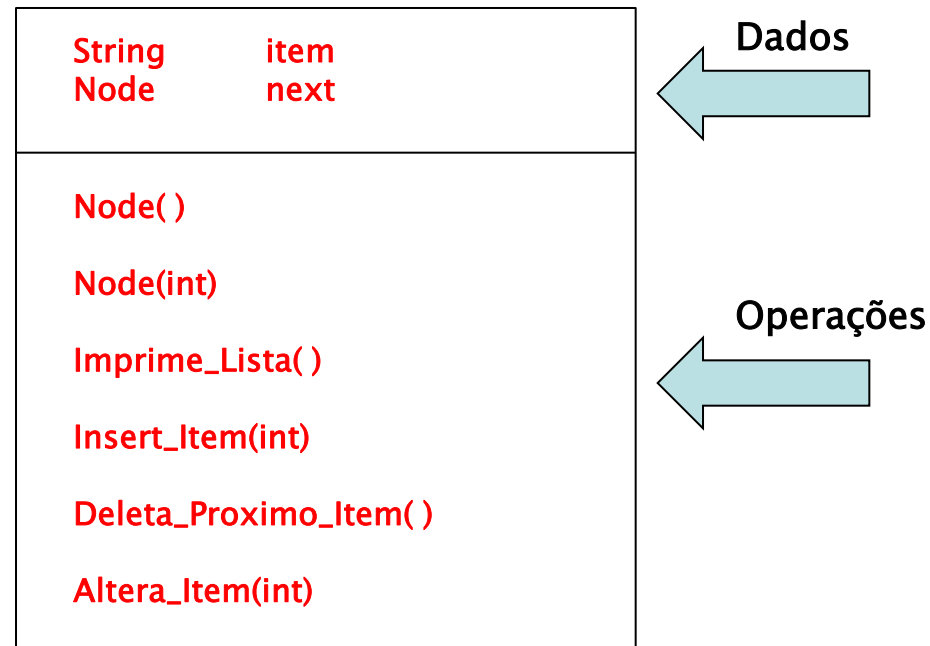 String item
Node next
Dados
Node( )
Node(int)
Imprime_Lista( )
Insert_Item(int)
Deleta_Proximo_Item( )
Altera_Item(int)
Operações